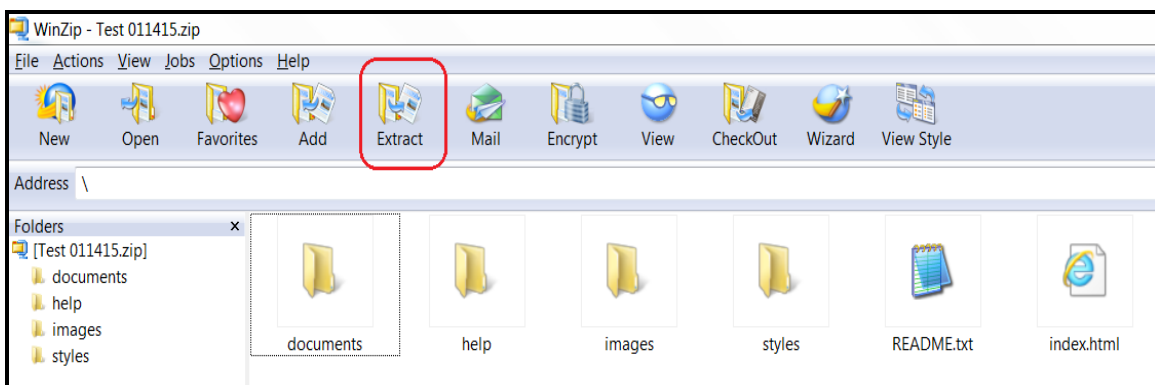 WinZip - Test 011415.zip
File Actions View Jobs Options Help
New Open Favorites Add Extract Mail Encrypt View CheckOut Wizard View Style
Address \
Folders x
[Test 011415.zip]
documents
help
images
styles
documents help images styles README.txt index.html